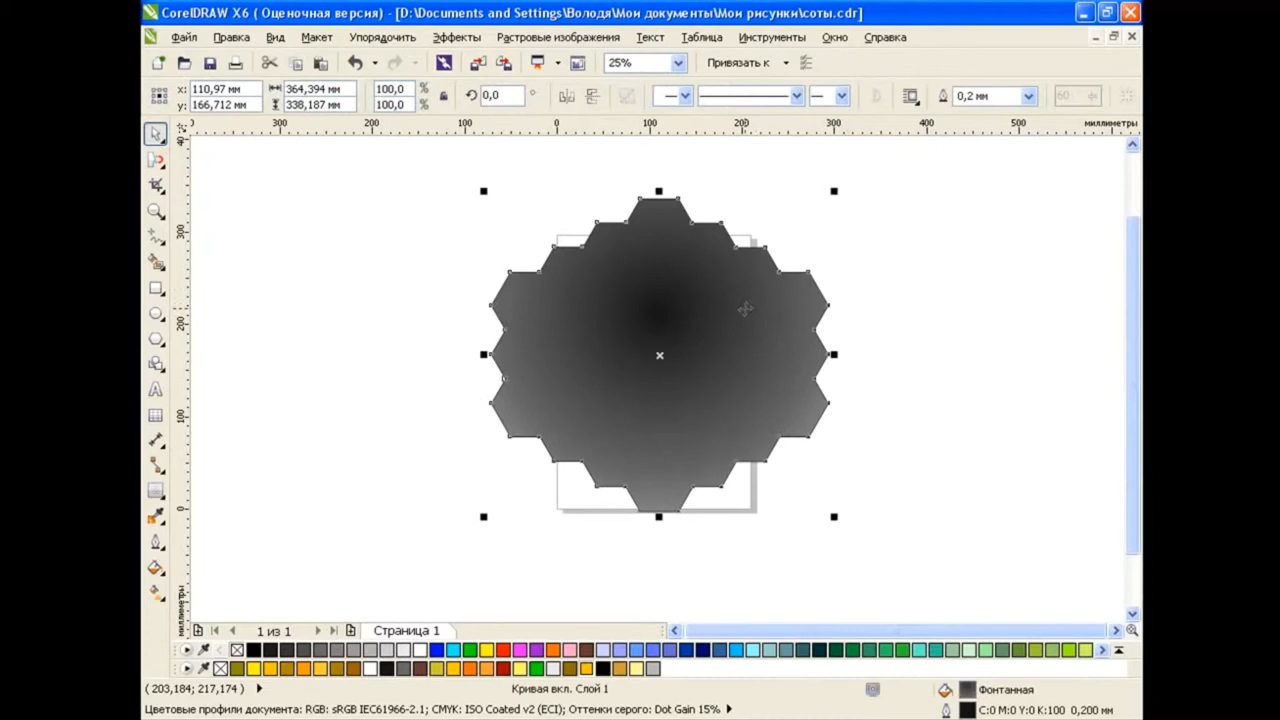 CorelDRAW X6 ( Оценочная версия) - [D:\Documents and Settings\Володя\Мои документы\Мои рисунки\соты.cdr]
Файл Правка Вид Макет Упорядочить Эффекты Растровые изображения Текст Таблица Инструменты Окно Справка
25% Привязать к
x: 110,97 мм 364,394 мм 100,0 % 0,0 ° 0,2 мм 60
y: 166,712 мм 338,187 мм 100,0 %
300 200 100 0 100 200 300 400 500 миллиметры
300
200
100
0
миллиметры
1 из 1 Страница 1
( 203,184; 217,174 ) Кривая вкл. Слой 1 Фонтанная
Цветовые профили документа: RGB: sRGB IEC61966-2.1; CMYK: ISO Coated v2 (ECI); Оттенки серого: Dot Gain 15% C:0 M:0 Y:0 K:100 0,200 мм